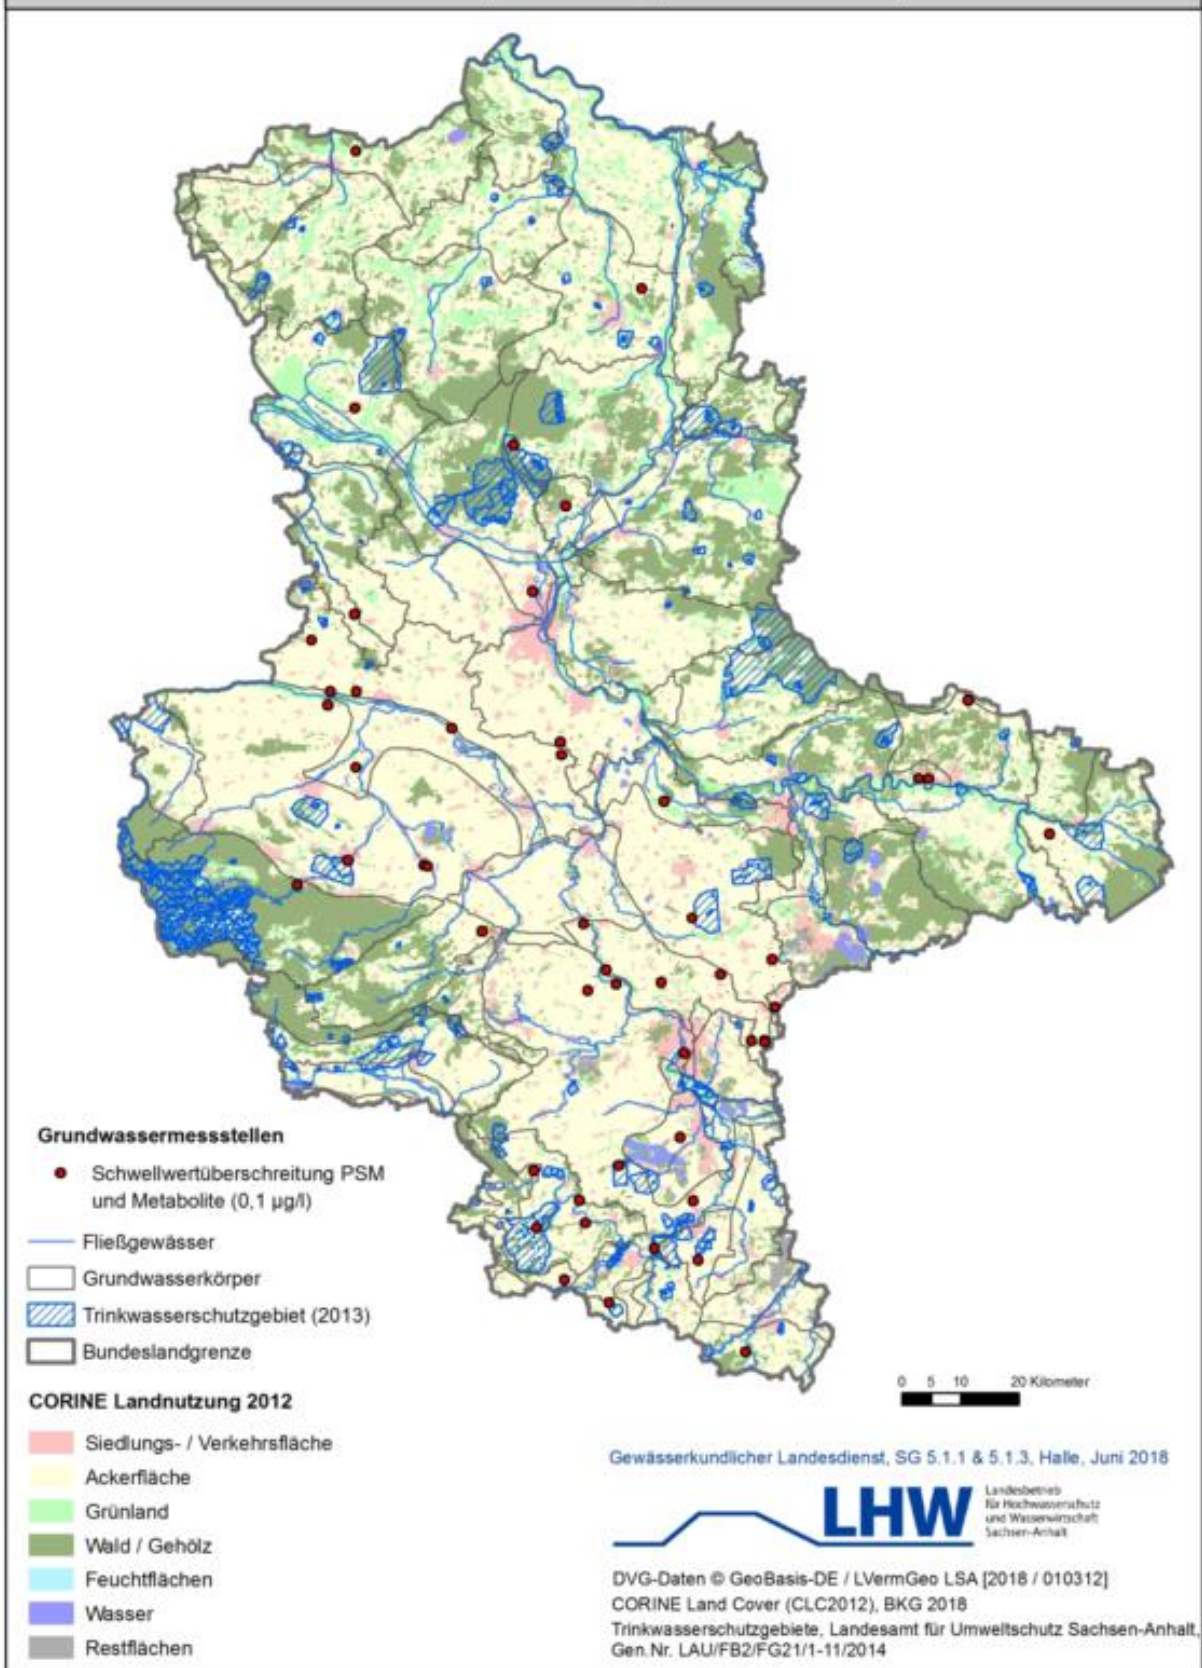 Grundwassermessstellen
Schwellwertüberschreitung PSM
und Metabolite (0,1 µg/l)
Fließgewässer
Grundwasserkörper
Trinkwasserschutzgebiet (2013)
Bundeslandgrenze
CORINE Landnutzung 2012
Siedlungs- / Verkehrsfläche
Ackerfläche
Grünland
Wald / Gehölz
Feuchtflächen
Wasser
Restflächen
0 5 10 20 Kilometer
Gewässerkundlicher Landesdienst, SG 5.1.1 & 5.1.3, Halle, Juni 2018
LHW
Landesbetrieb
für Hochwasserschutz
und Wasserwirtschaft
Sachsen-Anhalt
DVG-Daten © GeoBasis-DE / LVermGeo LSA [2018 / 010312]
CORINE Land Cover (CLC2012), BKG 2018
Trinkwasserschutzgebiete, Landesamt für Umweltschutz Sachsen-Anhalt,
Gen.Nr. LAU/FB2/FG21/1-11/2014